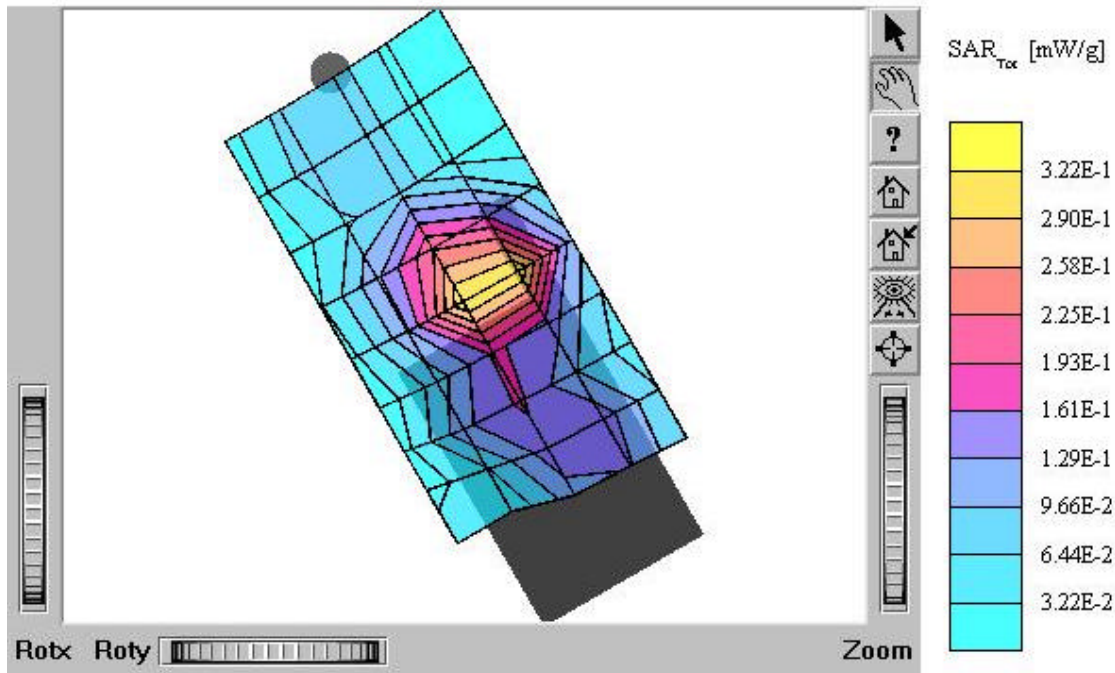 SAR_Tot [mW/g]
?
3.22E-1
2.90E-1
2.58E-1
2.25E-1
1.93E-1
1.61E-1
1.29E-1
9.66E-2
6.44E-2
3.22E-2
Rotx Roty Zoom